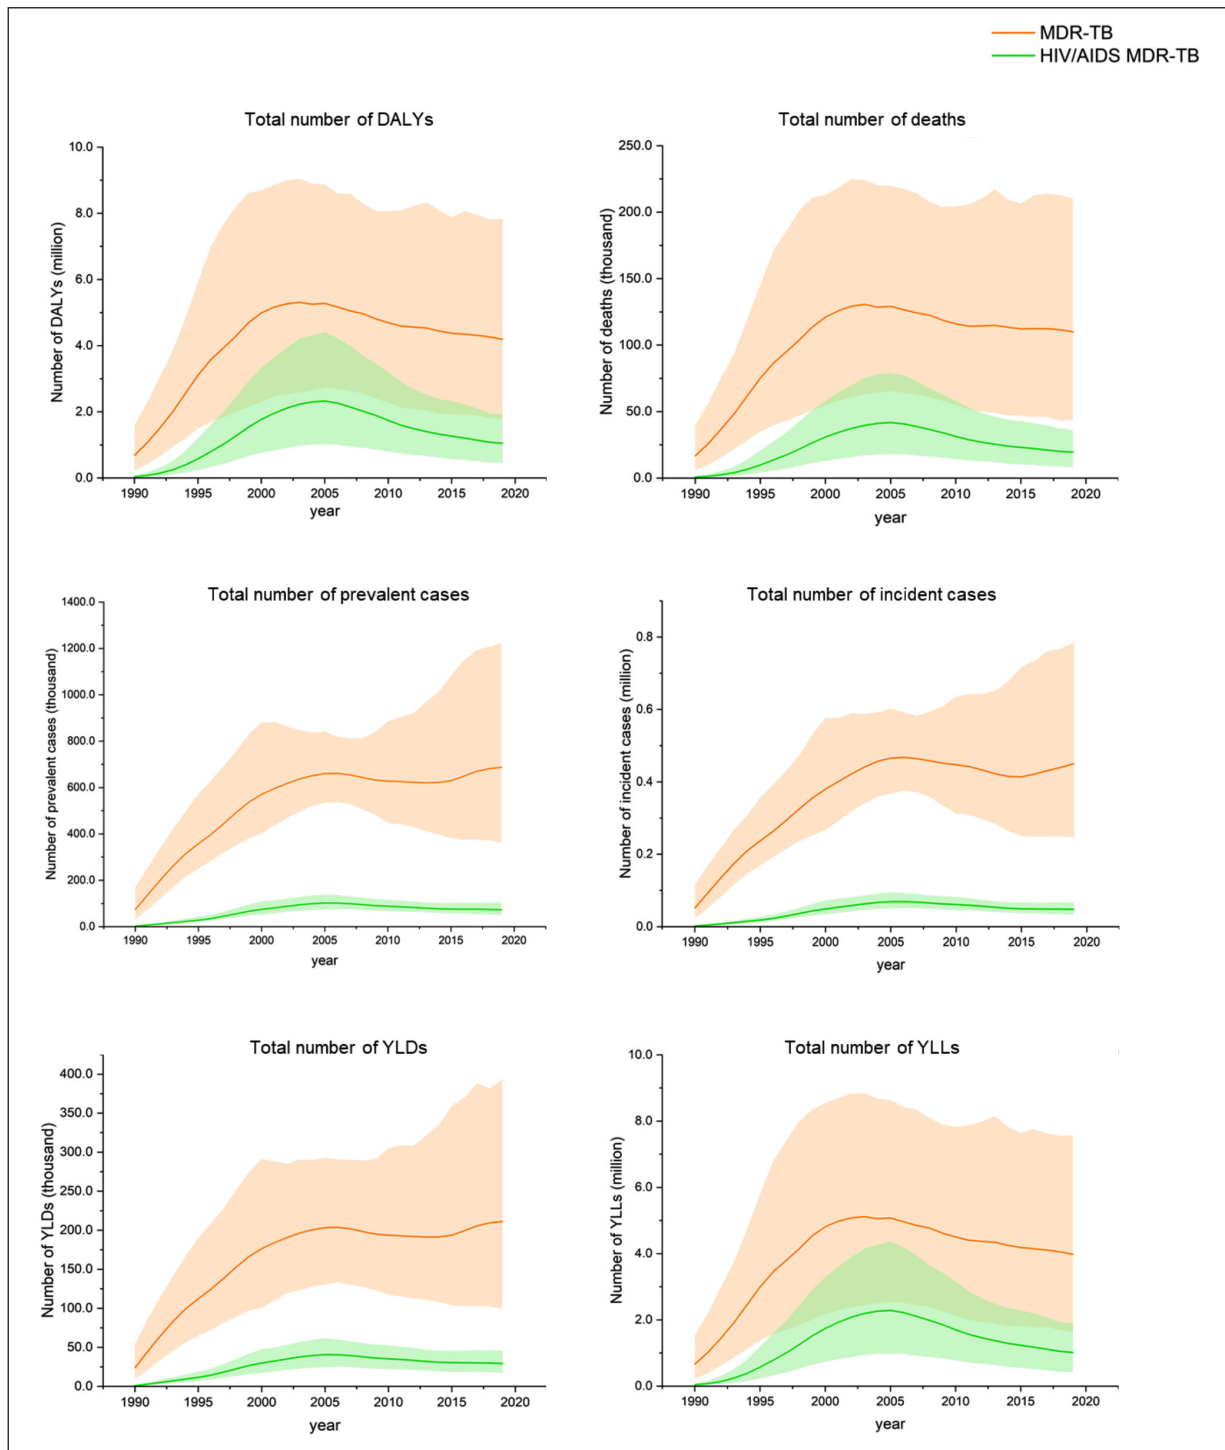 MDR-TB
HIV/AIDS MDR-TB
Total number of DALYs
Number of DALYs (million)
10.0
8.0
6.0
4.0
2.0
0.0
1990 1995 2000 2005 2010 2015 2020
year
Total number of deaths
Number of deaths (thousand)
250.0
200.0
150.0
100.0
50.0
0.0
1990 1995 2000 2005 2010 2015 2020
year
Total number of prevalent cases
Number of prevalent cases (thousand)
1400.0
1200.0
1000.0
800.0
600.0
400.0
200.0
0.0
1990 1995 2000 2005 2010 2015 2020
year
Total number of incident cases
Number of incident cases (million)
0.8
0.6
0.4
0.2
0.0
1990 1995 2000 2005 2010 2015 2020
year
Total number of YLDs
Number of YLDs (thousand)
400.0
350.0
300.0
250.0
200.0
150.0
100.0
50.0
0.0
1990 1995 2000 2005 2010 2015 2020
year
Total number of YLLs
Number of YLLs (million)
10.0
8.0
6.0
4.0
2.0
0.0
1990 1995 2000 2005 2010 2015 2020
year